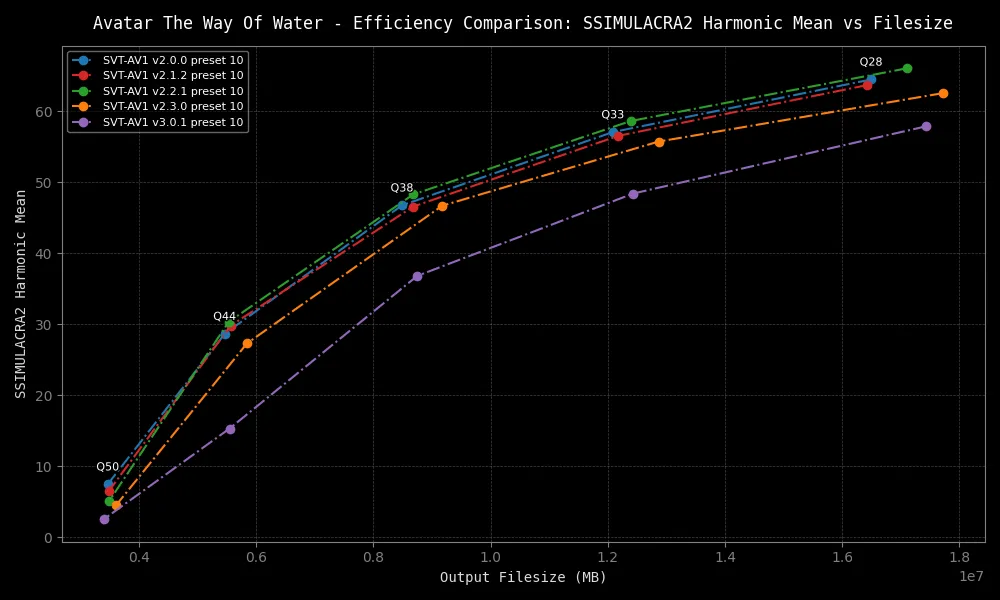 Avatar The Way Of Water - Efficiency Comparison: SSIMULACRA2 Harmonic Mean vs Filesize
SVT-AV1 v2.0.0 preset 10
SVT-AV1 v2.1.2 preset 10
SVT-AV1 v2.2.1 preset 10
SVT-AV1 v2.3.0 preset 10
SVT-AV1 v3.0.1 preset 10
Q28
Q33
Q38
Q44
Q50
SSIMULACRA2 Harmonic Mean
60
50
40
30
20
10
0
0.4 0.6 0.8 1.0 1.2 1.4 1.6 1.8
1e7
Output Filesize (MB)